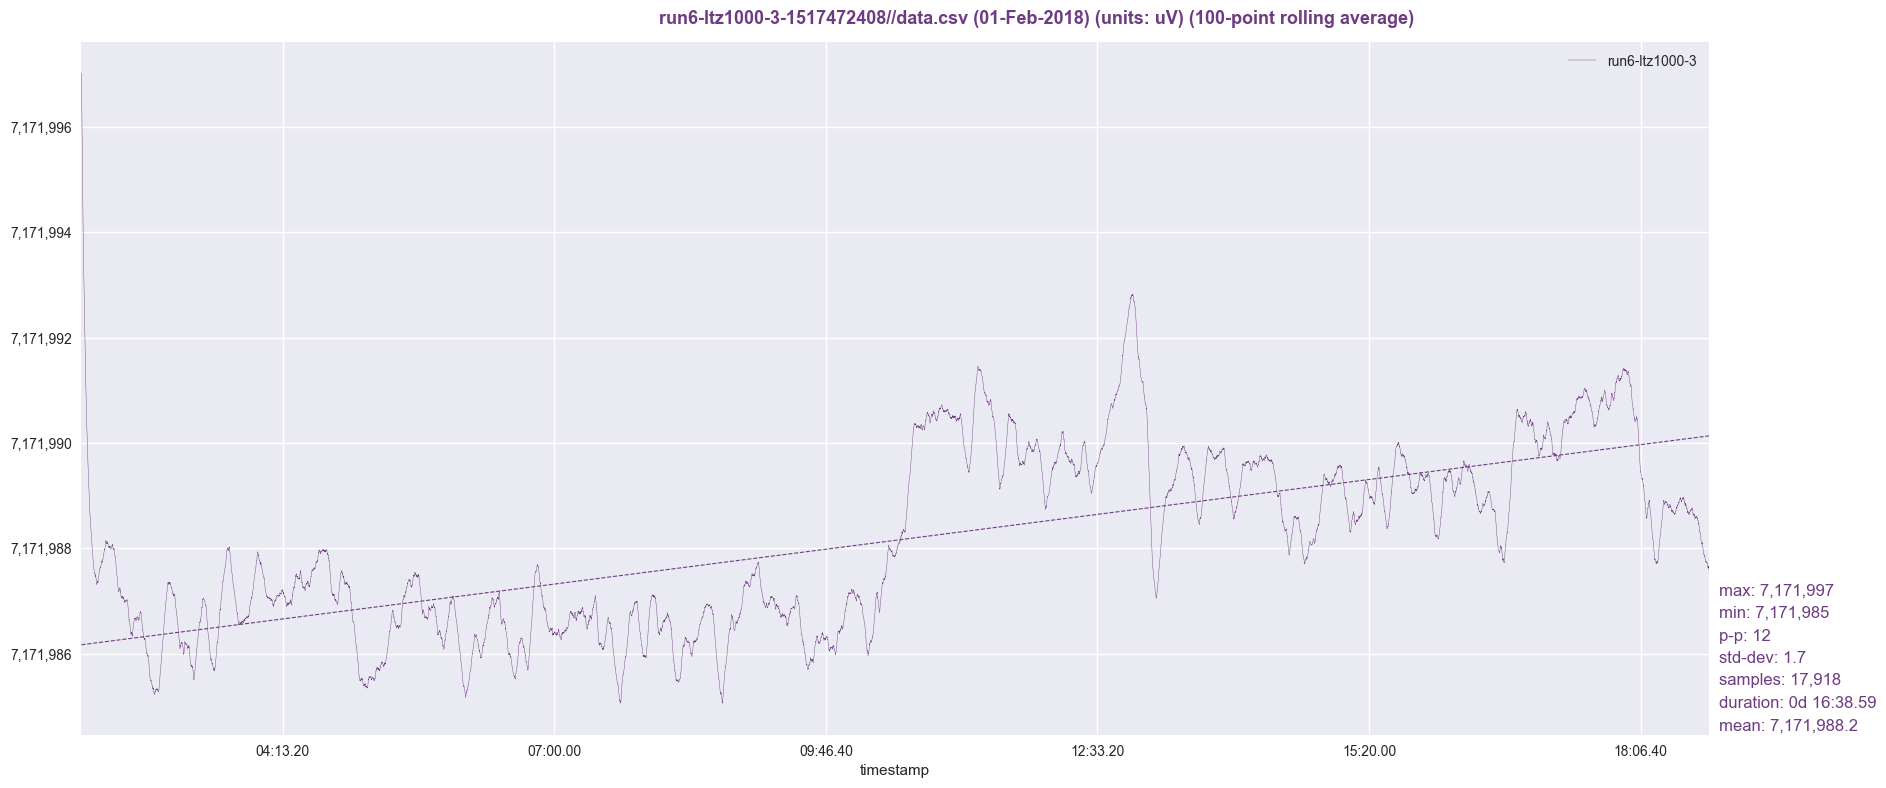 run6-ltz1000-3-1517472408//data.csv (01-Feb-2018) (units: uV) (100-point rolling average)
run6-ltz1000-3
7,171,996
7,171,994
7,171,992
7,171,990
7,171,988
7,171,986
max: 7,171,997
min: 7,171,985
p-p: 12
std-dev: 1.7
samples: 17,918
duration: 0d 16:38.59
mean: 7,171,988.2
04:13.20 07:00.00 09:46.40 12:33.20 15:20.00 18:06.40
timestamp